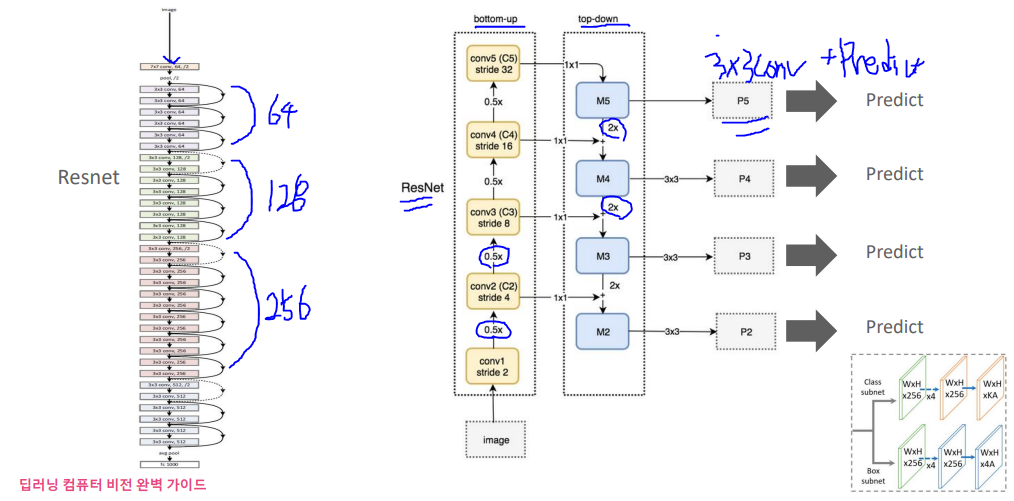 image
7x7 conv, 64, /2
pool, /2
3x3 conv, 64
3x3 conv, 64
3x3 conv, 64
3x3 conv, 64
3x3 conv, 64
3x3 conv, 64
3x3 conv, 128, /2
3x3 conv, 128
3x3 conv, 128
3x3 conv, 128
3x3 conv, 128
3x3 conv, 128
3x3 conv, 128
3x3 conv, 128
3x3 conv, 256, /2
3x3 conv, 256
3x3 conv, 256
3x3 conv, 256
3x3 conv, 256
3x3 conv, 256
3x3 conv, 256
3x3 conv, 256
3x3 conv, 256
3x3 conv, 256
3x3 conv, 256
3x3 conv, 256
3x3 conv, 512, /2
3x3 conv, 512
3x3 conv, 512
3x3 conv, 512
3x3 conv, 512
3x3 conv, 512
avg pool
fc 1000
64
128
256
Resnet
딥러닝 컴퓨터 비전 완벽 가이드
ResNet
bottom-up
conv5 (C5)
stride 32
0.5x
conv4 (C4)
stride 16
0.5x
conv3 (C3)
stride 8
0.5x
conv2 (C2)
stride 4
0.5x
conv1
stride 2
image
1x1
1x1
1x1
1x1
top-down
M5
2x
+
M4
2x
+
M3
2x
+
M2
3x3
3x3
3x3
3x3conv +Predict
P5
P4
P3
P2
Predict
Predict
Predict
Predict
Class
subnet
WxH
x256
x4
WxH
x256
WxH
xKA
Box
subnet
WxH
x256
x4
WxH
x256
WxH
x4A